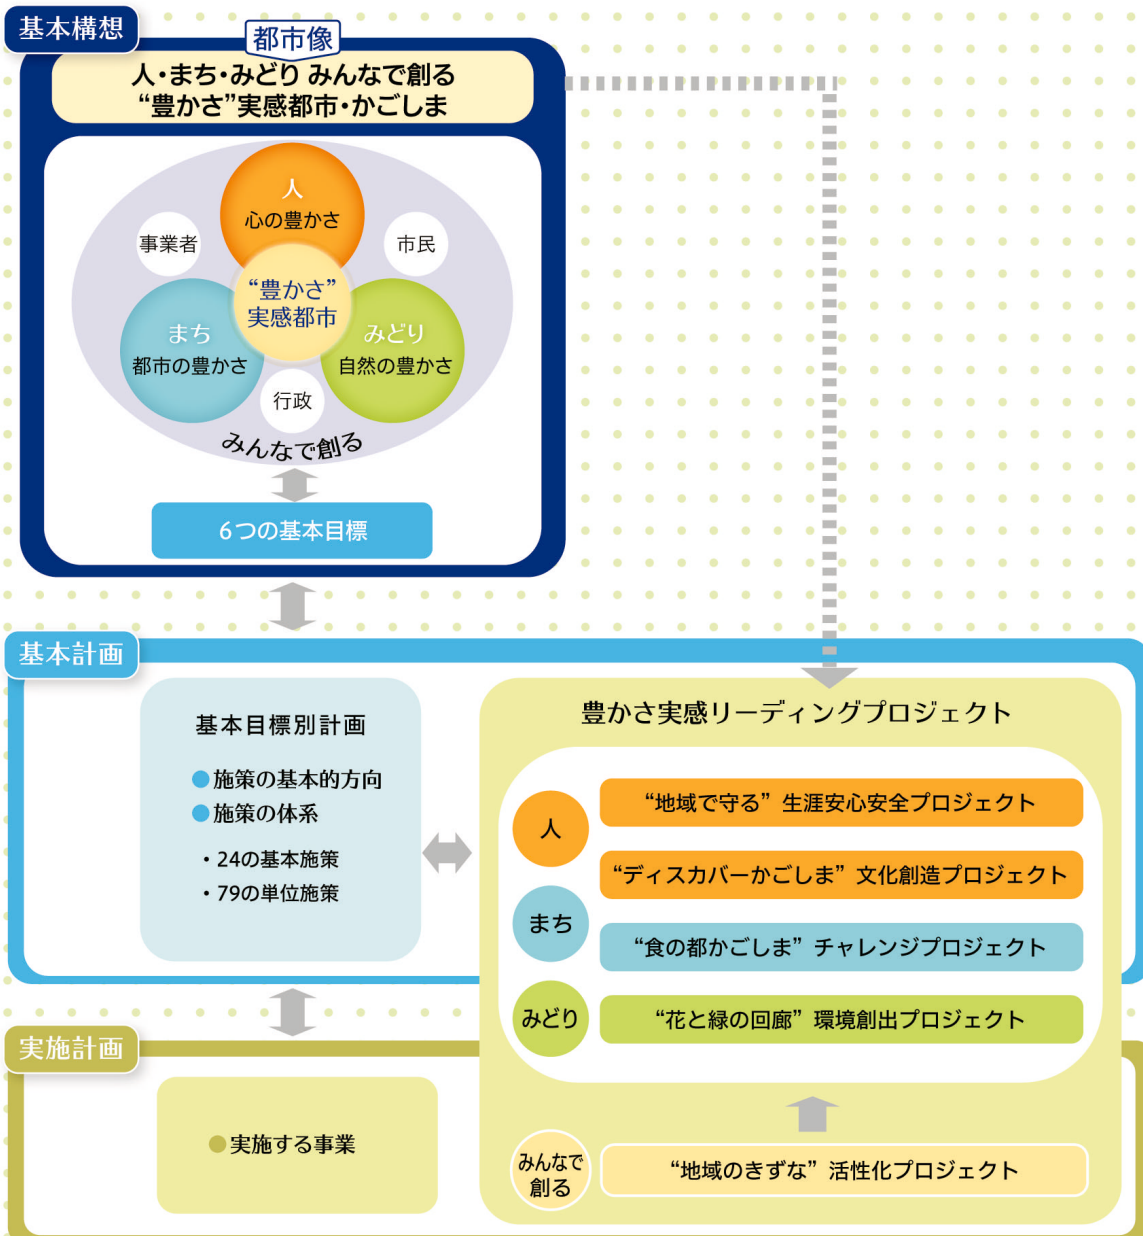 基本構想
都市像
人・まち・みどり みんなで創る
“豊かさ”実感都市・かごしま
人
心の豊かさ
事業者
市民
“豊かさ”
実感都市
まち
都市の豊かさ
みどり
自然の豊かさ
行政
みんなで創る
6つの基本目標
基本計画
基本目標別計画
●施策の基本的方向
●施策の体系
・24の基本施策
・79の単位施策
豊かさ実感リーディングプロジェクト
人
“地域で守る” 生涯安心安全プロジェクト
“ディスカバーかごしま” 文化創造プロジェクト
まち
“食の都かごしま” チャレンジプロジェクト
みどり
“花と緑の回廊” 環境創出プロジェクト
実施計画
●実施する事業
みんなで
創る
“地域のきずな” 活性化プロジェクト